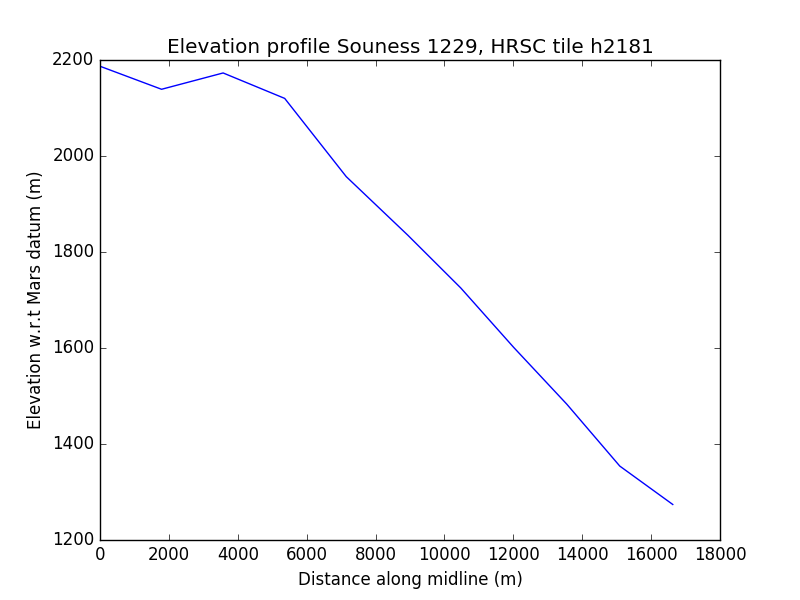 Elevation profile Souness 1229, HRSC tile h2181
2200
2000
1800
1600
1400
1200
Elevation w.r.t Mars datum (m)
0 2000 4000 6000 8000 10000 12000 14000 16000 18000
Distance along midline (m)